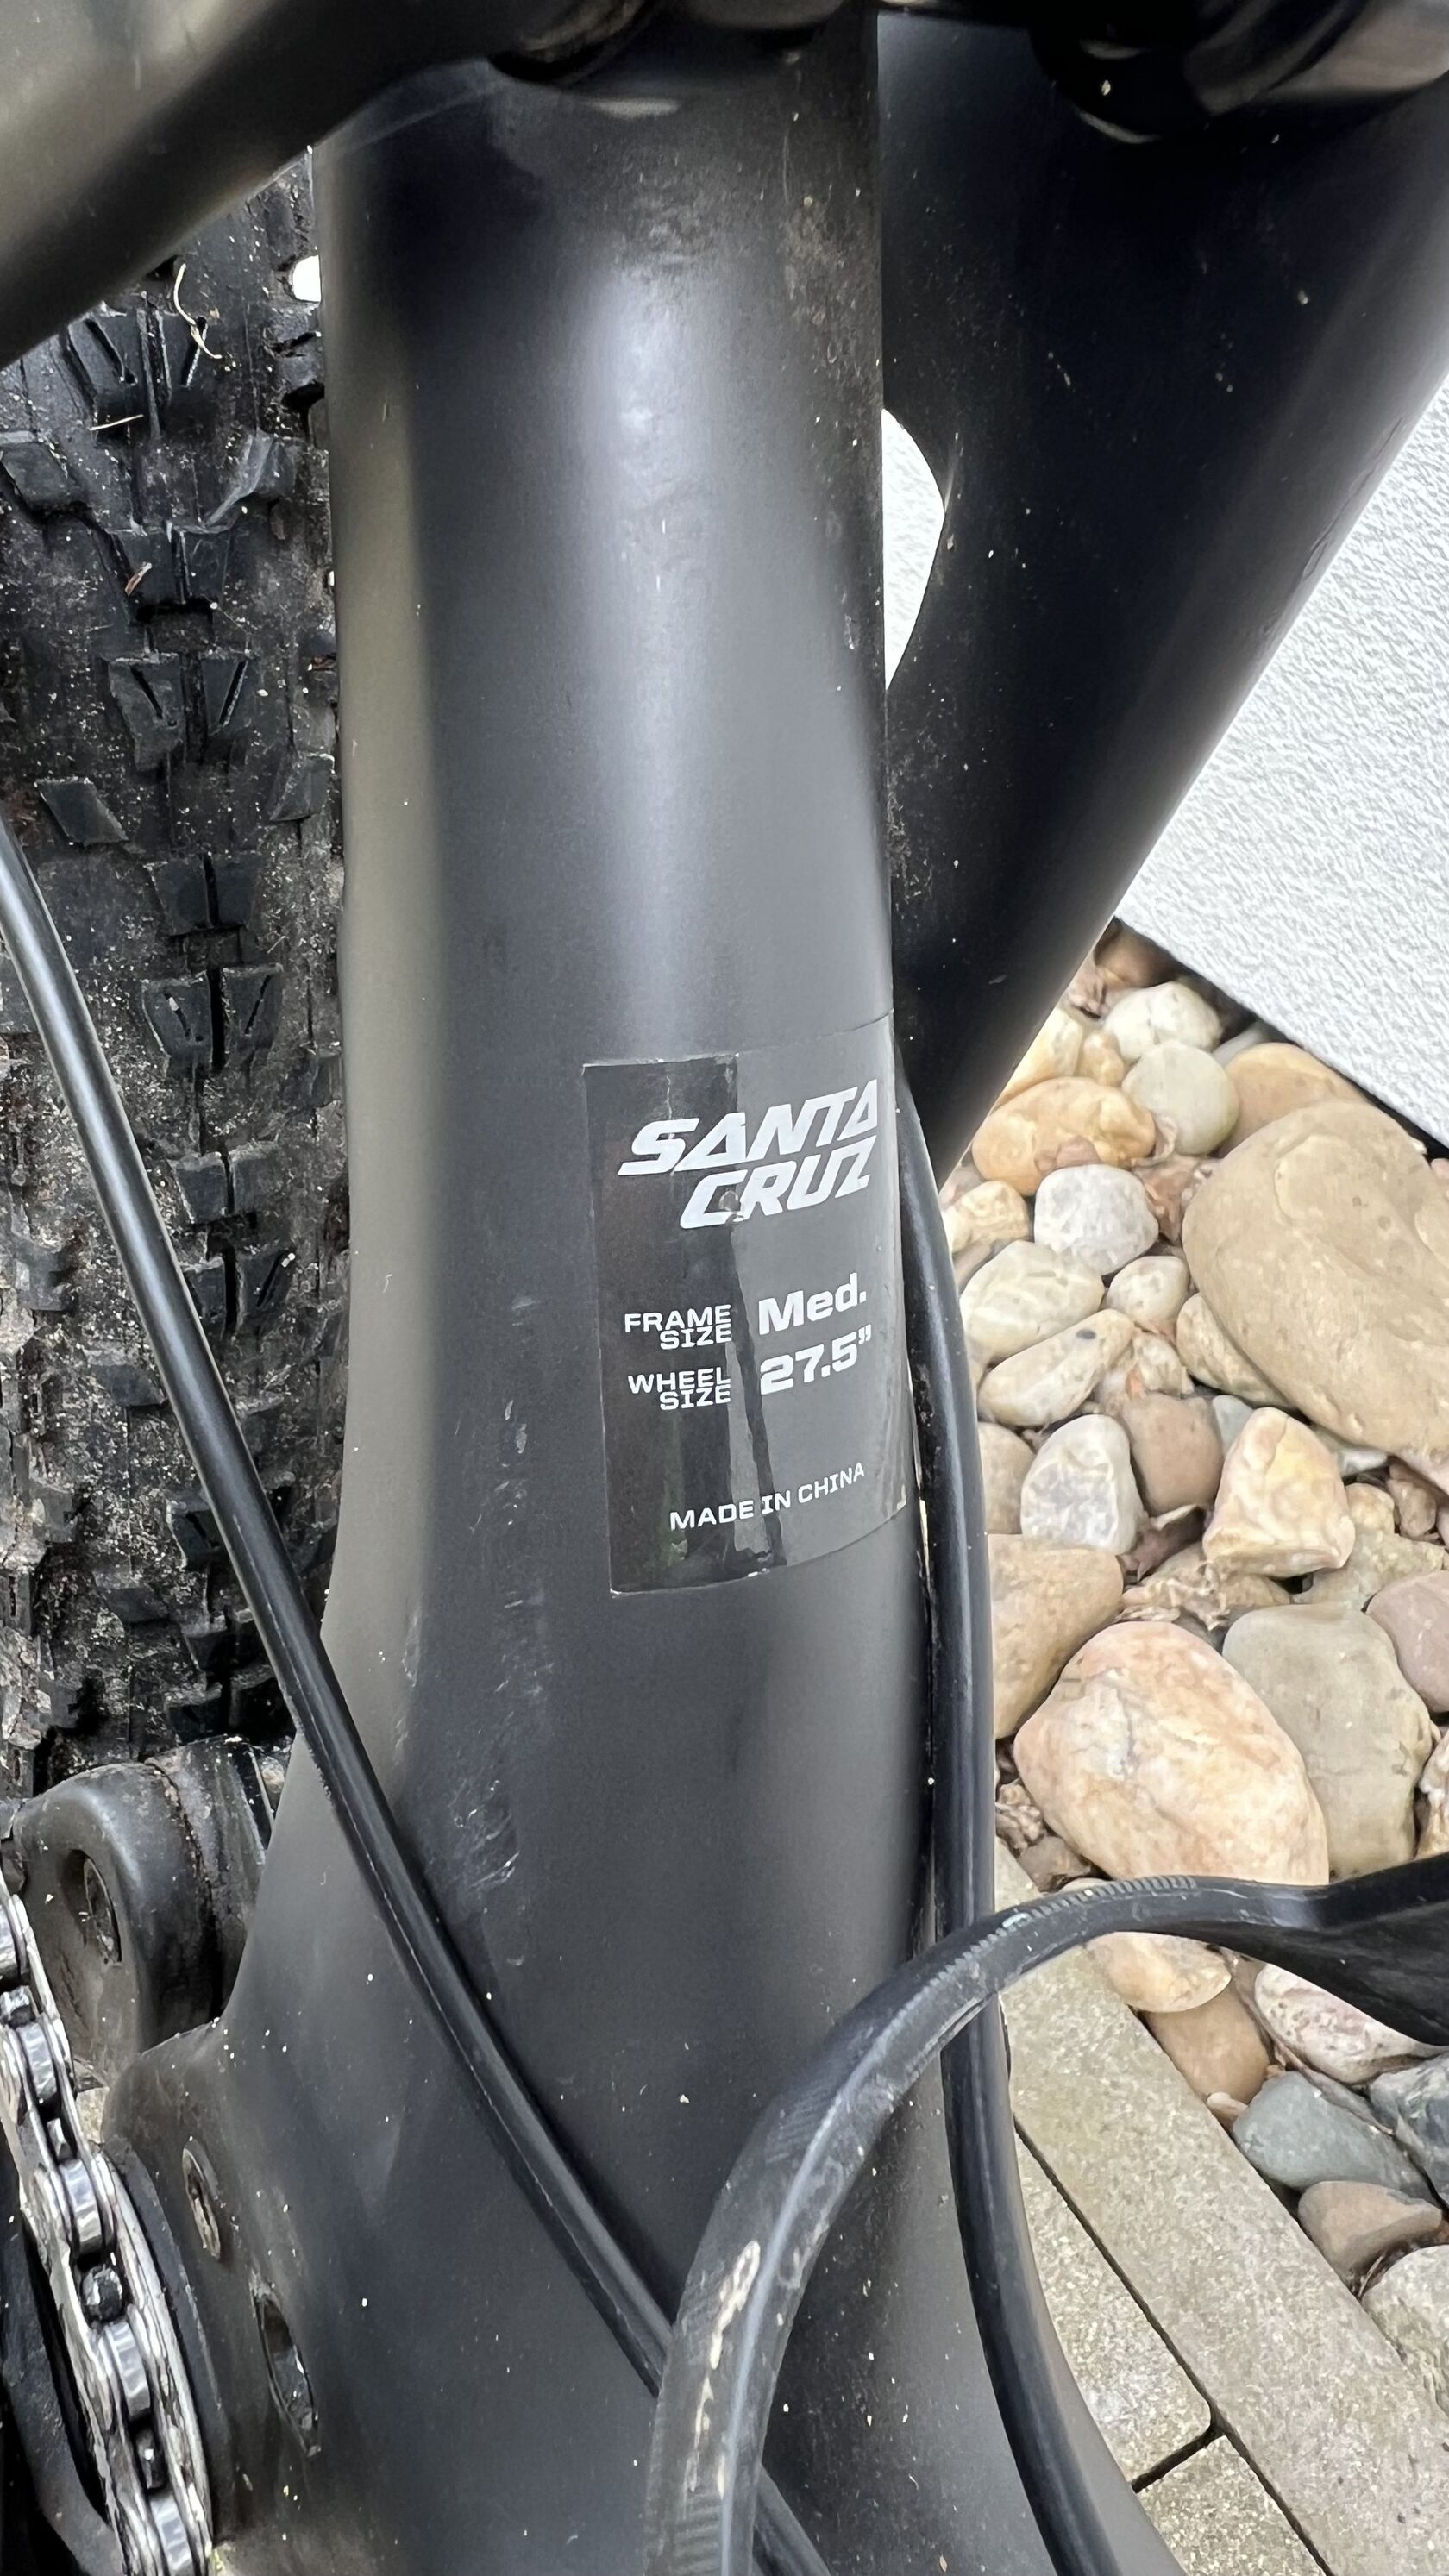 SANTA
CRUZ
FRAME
SIZE
Med.
WHEEL
SIZE
27.5”
MADE IN CHINA